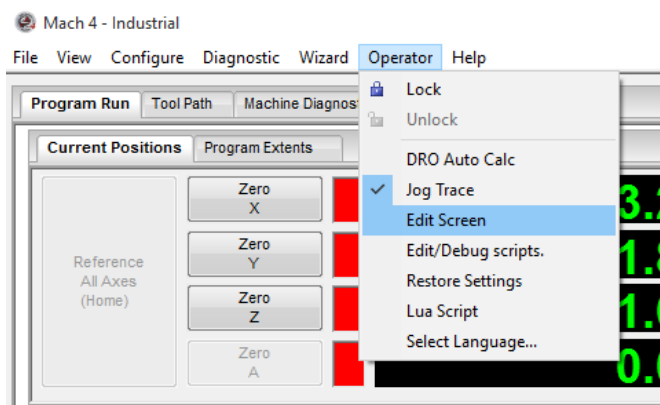 Mach 4 - Industrial
File View Configure Diagnostic Wizard Operator Help
Lock
Unlock
DRO Auto Calc
Jog Trace
Edit Screen
Edit/Debug scripts.
Restore Settings
Lua Script
Select Language...
Program Run Tool Path Machine
Current Positions Program Extents
Reference
All Axes
(Home)
Zero
X
Zero
Y
Zero
Z
Zero
A